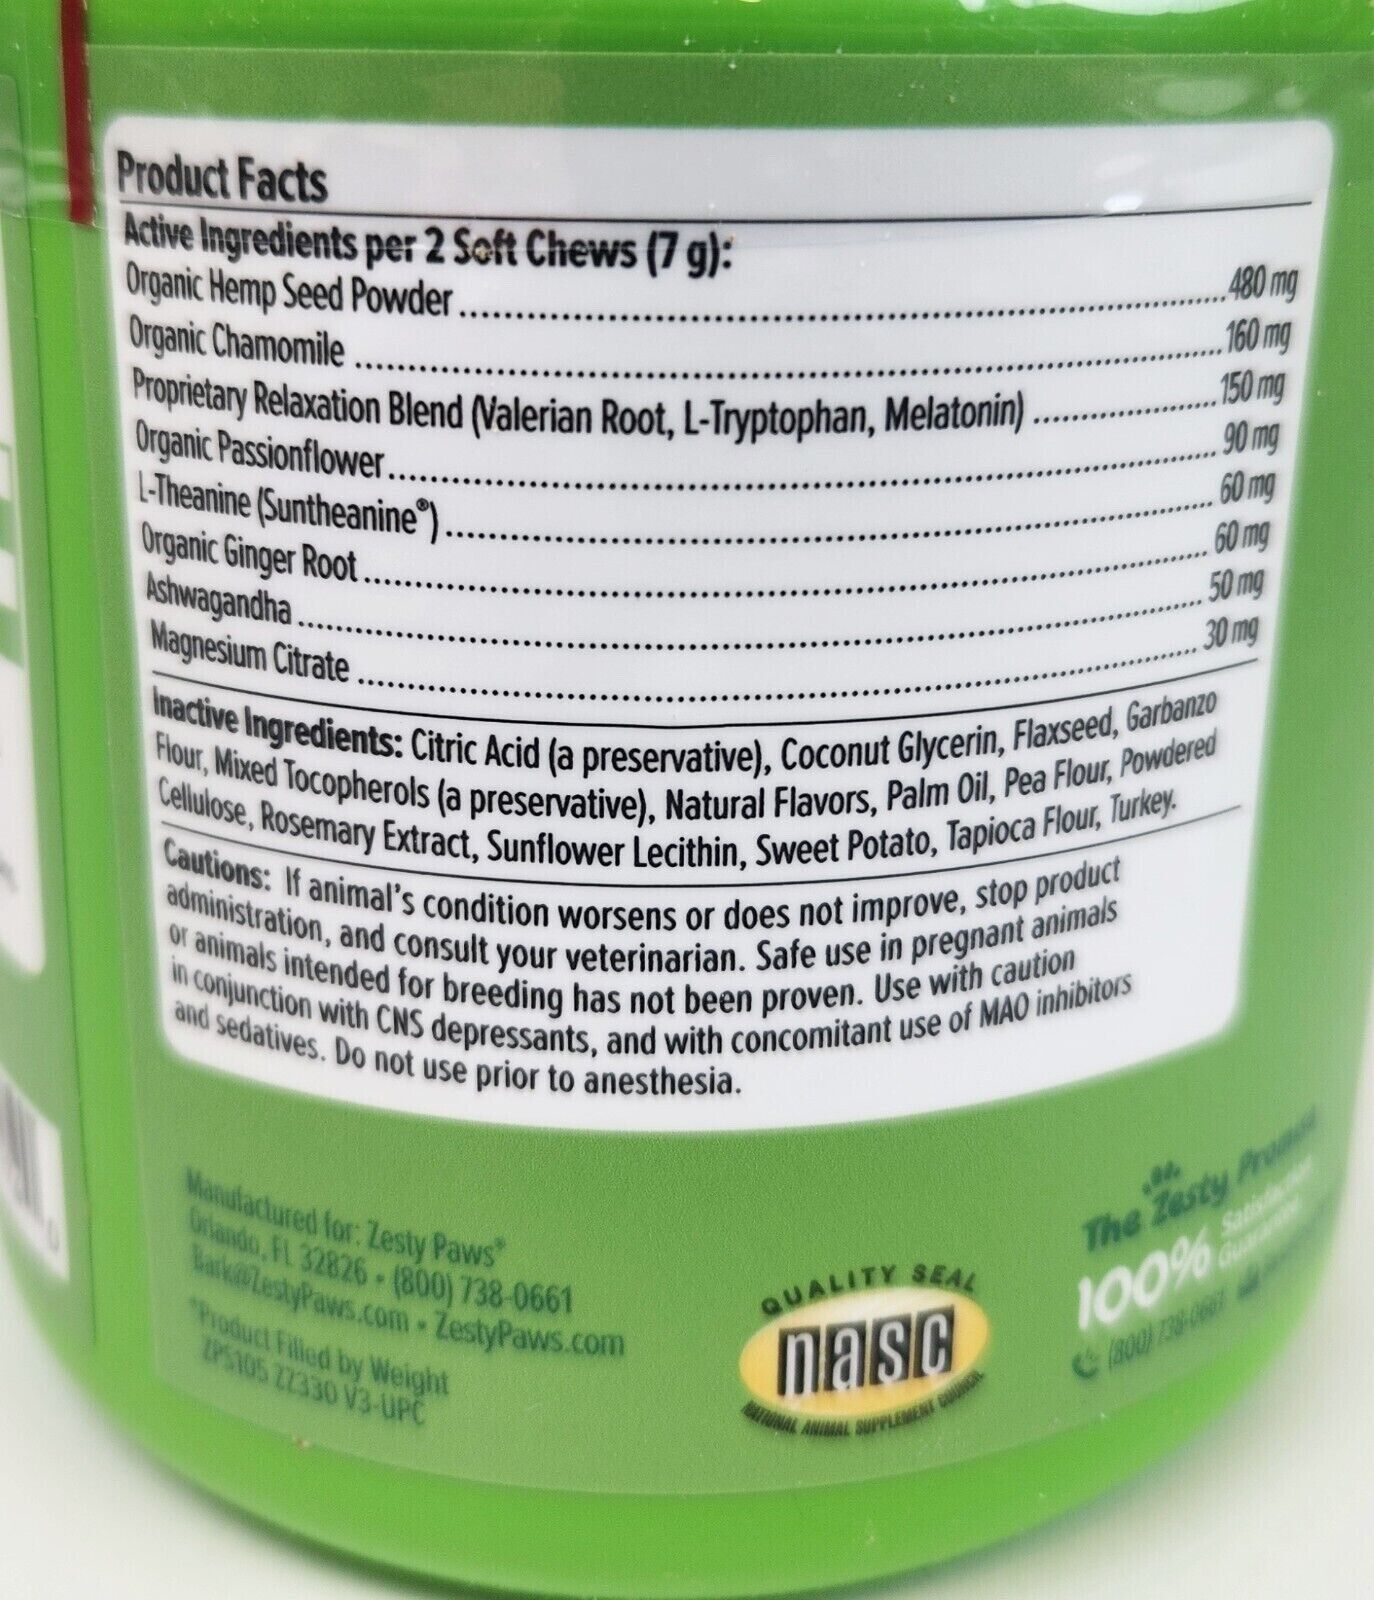 Product Facts
Active Ingredients per 2 Soft Chews (7 g):
Organic Hemp Seed Powder 480 mg
Organic Chamomile 160 mg
Proprietary Relaxation Blend (Valerian Root, L-Tryptophan, Melatonin) 150 mg
Organic Passionflower 90 mg
L-Theanine (Suntheanine®) 60 mg
Organic Ginger Root 60 mg
Ashwagandha 50 mg
Magnesium Citrate 30 mg
Inactive Ingredients: Citric Acid (a preservative), Coconut Glycerin, Flaxseed, Garbanzo
Flour, Mixed Tocopherols (a preservative), Natural Flavors, Palm Oil, Pea Flour, Powdered
Cellulose, Rosemary Extract, Sunflower Lecithin, Sweet Potato, Tapioca Flour, Turkey.
Cautions: If animal's condition worsens or does not improve, stop product
administration, and consult your veterinarian. Safe use in pregnant animals
or animals intended for breeding has not been proven. Use with caution
in conjunction with CNS depressants, and with concomitant use of MAO inhibitors
and sedatives. Do not use prior to anesthesia.
Manufactured for: Zesty Paws®
Orlando, FL 32826 • (800) 738-0661
Bark@ZestyPaws.com • ZestyPaws.com
*Product Filled by Weight
ZPS105 ZZ330 V3-UPC
QUALITY SEAL
nasc
NATIONAL ANIMAL SUPPLEMENT COUNCIL
The Zesty Promise
100% Satisfaction
Guarantee
(800) 738-0661